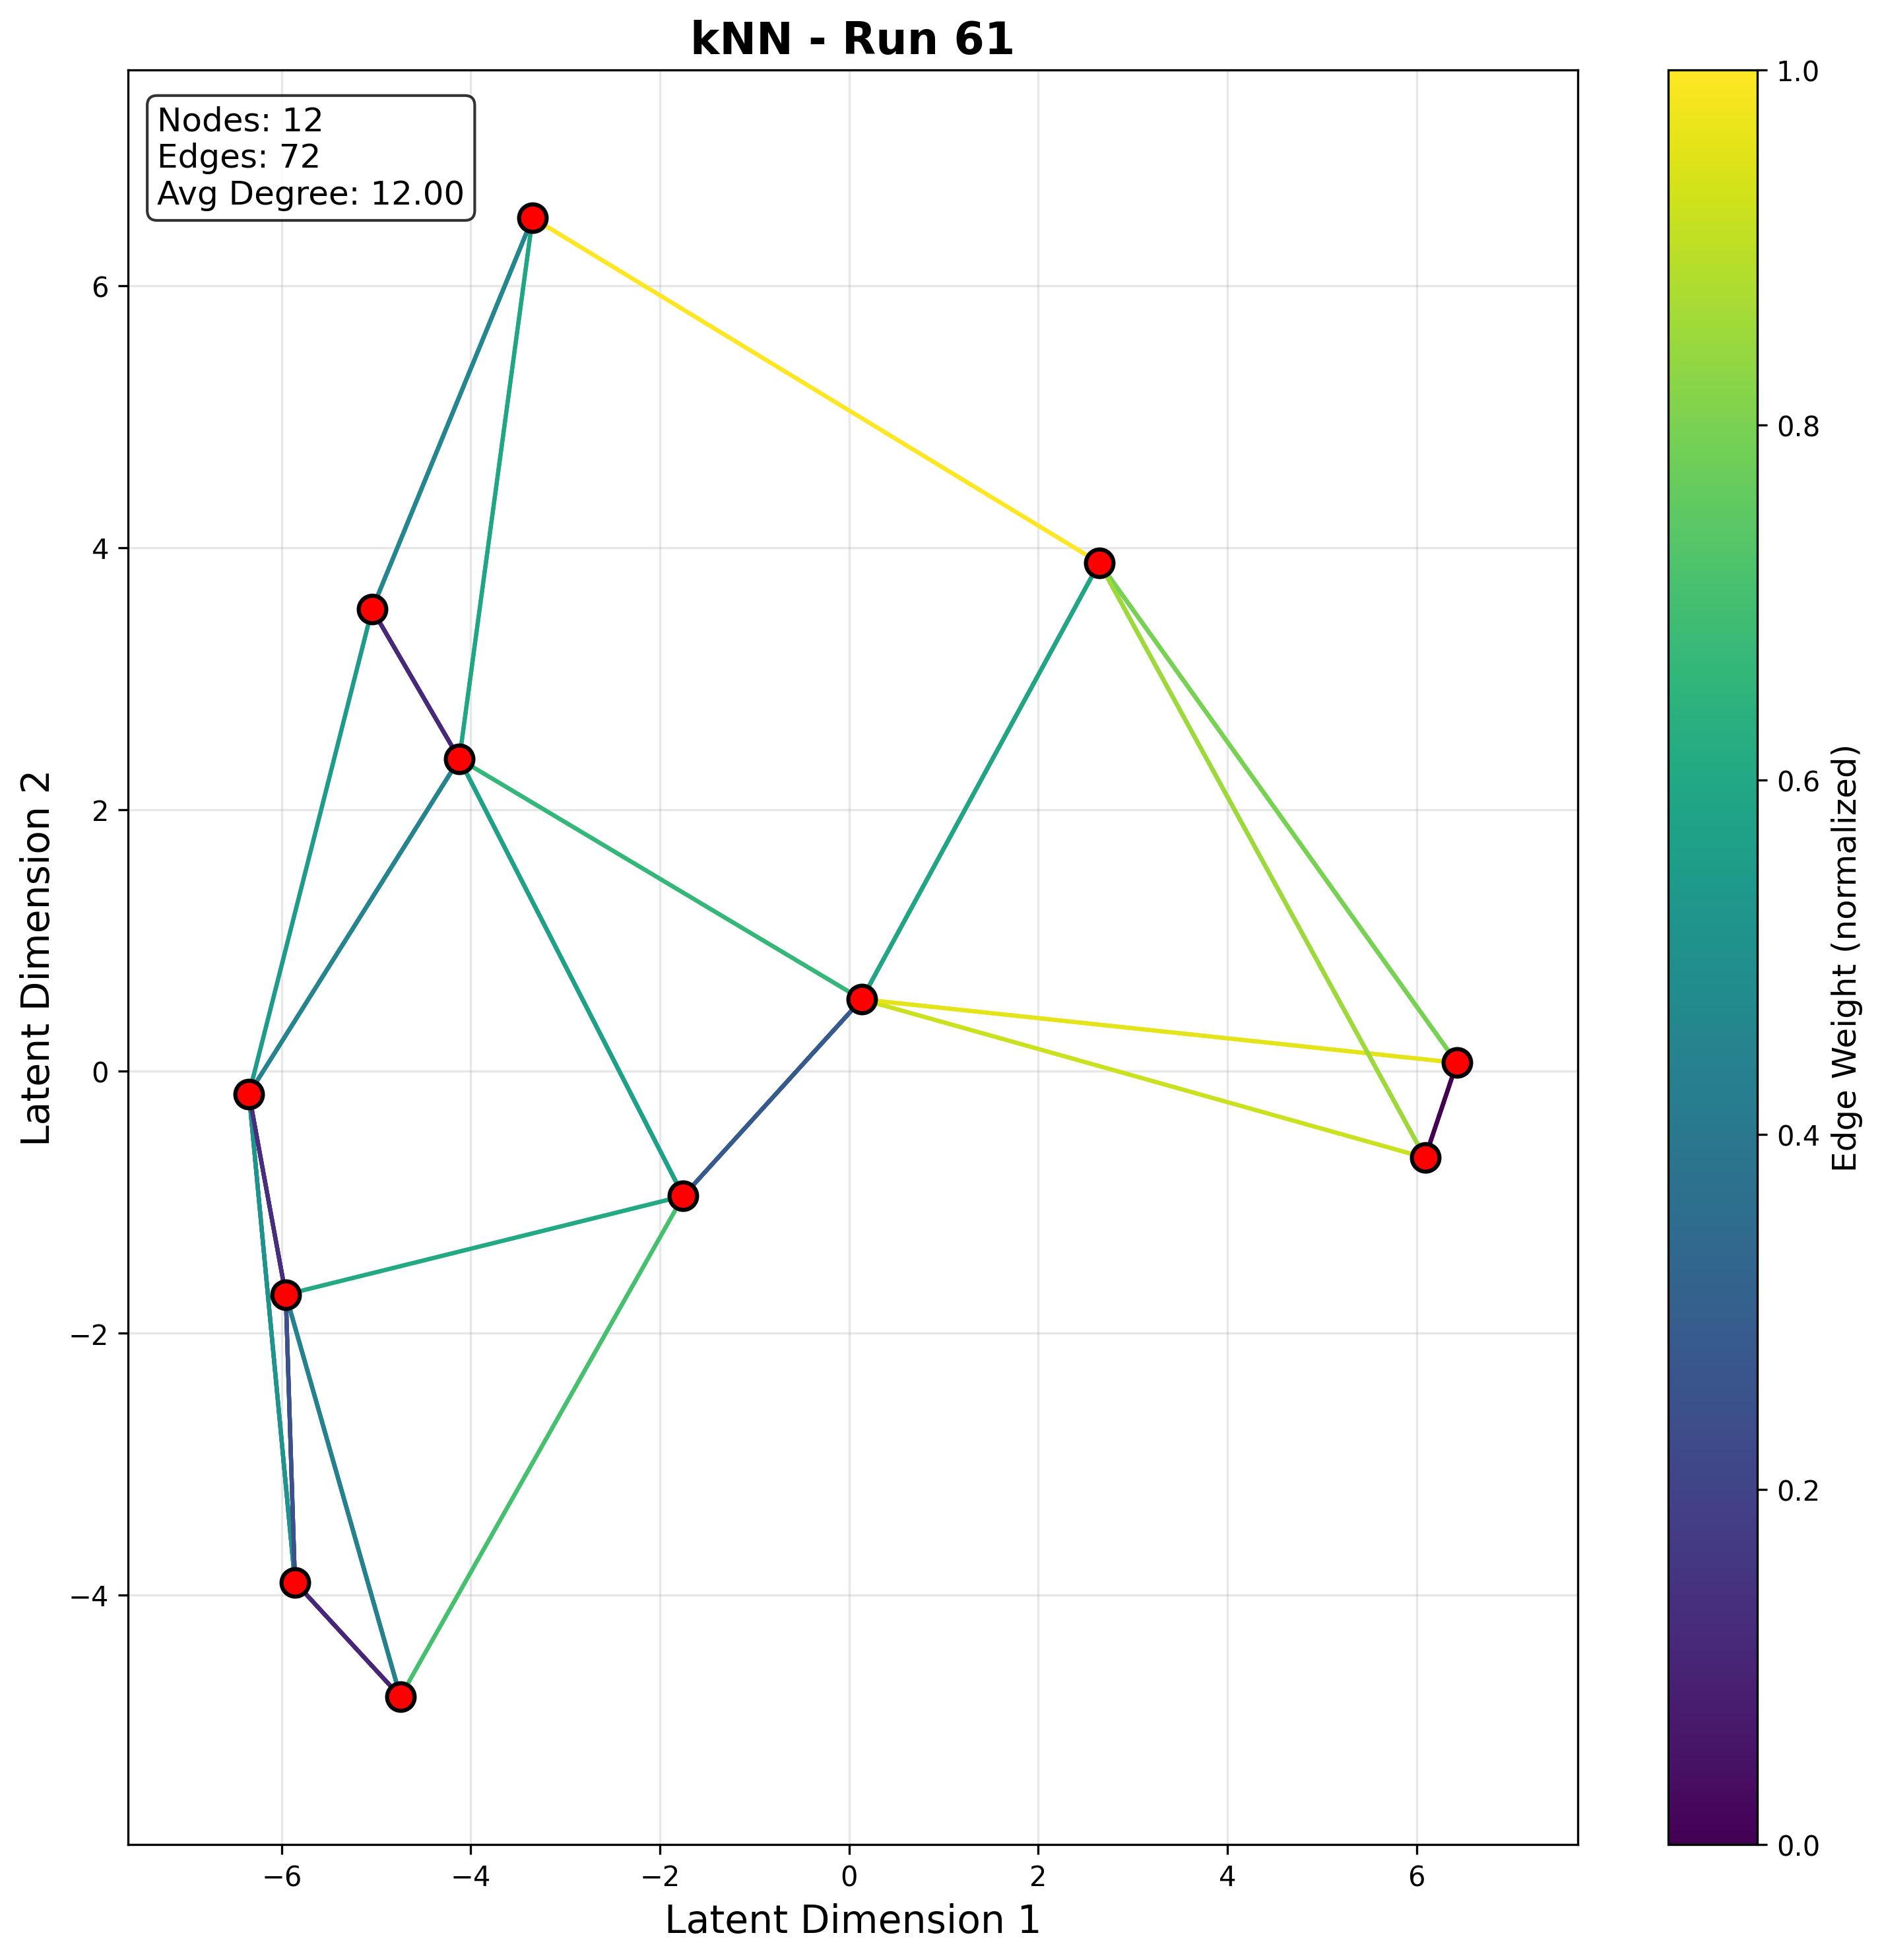 kNN - Run 61
Nodes: 12
Edges: 72
Avg Degree: 12.00
6
4
2
0
−2
−4
Latent Dimension 2
−6
−4
−2
0
2
4
6
Latent Dimension 1
1.0
0.8
0.6
0.4
0.2
0.0
Edge Weight (normalized)